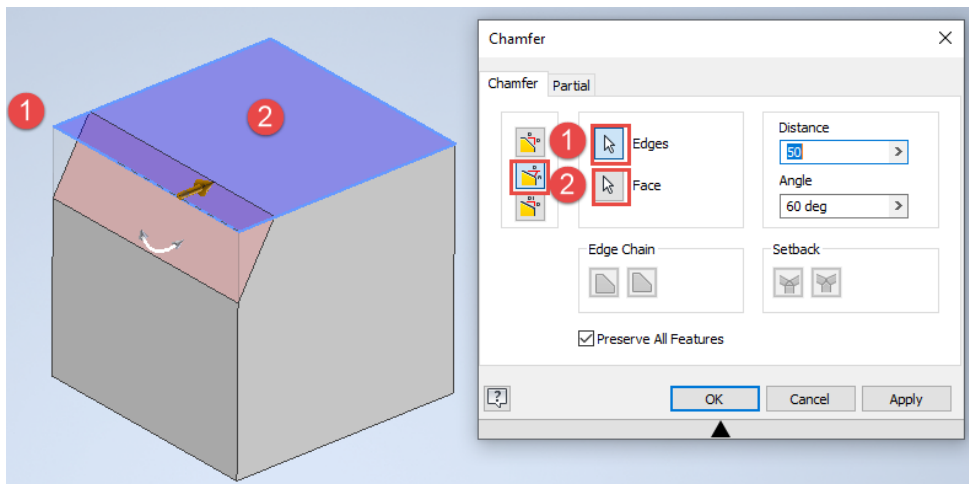 Chamfer
Chamfer
Partial
1
2
1
Edges
2
Face
Distance
50
Angle
60 deg
Edge Chain
Setback
Preserve All Features
?
OK
Cancel
Apply